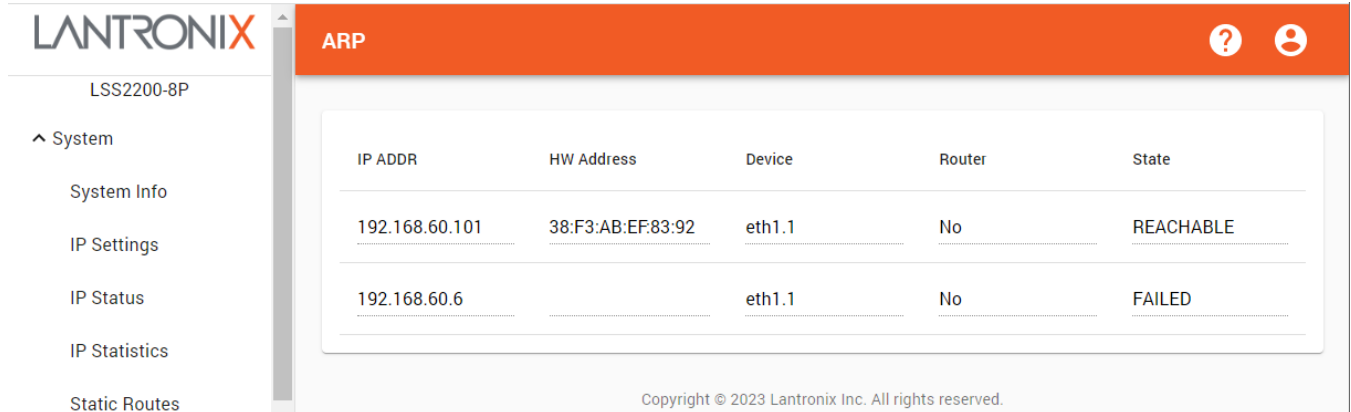 LANTRONIX
LSS2200-8P
System
System Info
IP Settings
IP Status
IP Statistics
Static Routes
ARP
IP ADDR HW Address Device Router State
192.168.60.101 38:F3:AB:EF:83:92 eth1.1 No REACHABLE
192.168.60.6 eth1.1 No FAILED
Copyright © 2023 Lantronix Inc. All rights reserved.